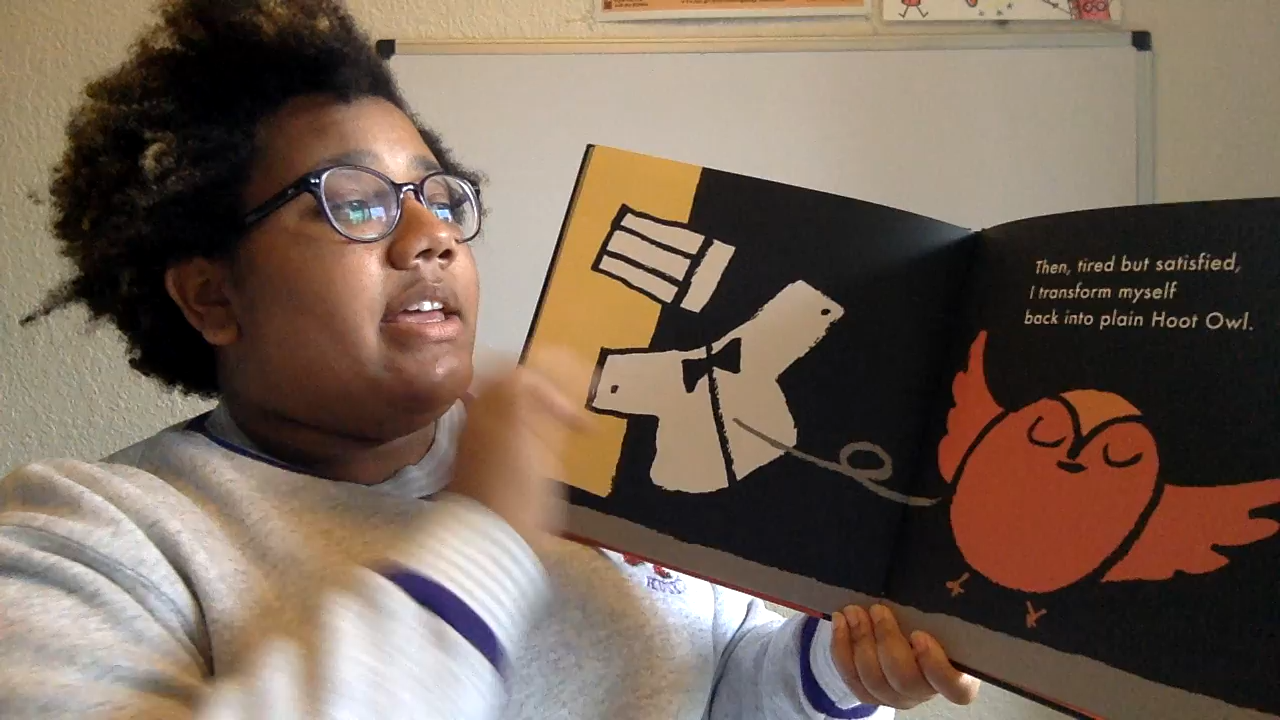 Then, tired but satisfied,
I transform myself
back into plain Hoot Owl.